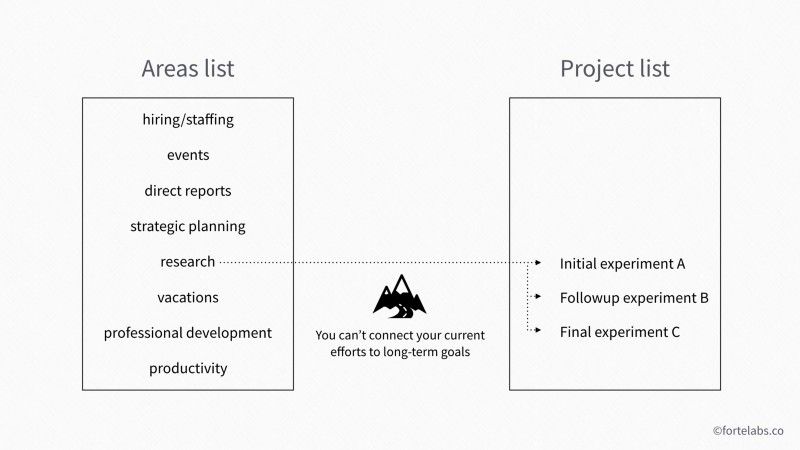 Areas list
Project list
hiring/staffing
events
direct reports
strategic planning
research
vacations
professional development
productivity
You can't connect your current
efforts to long-term goals
Initial experiment A
Followup experiment B
Final experiment C
©fortelabs.co